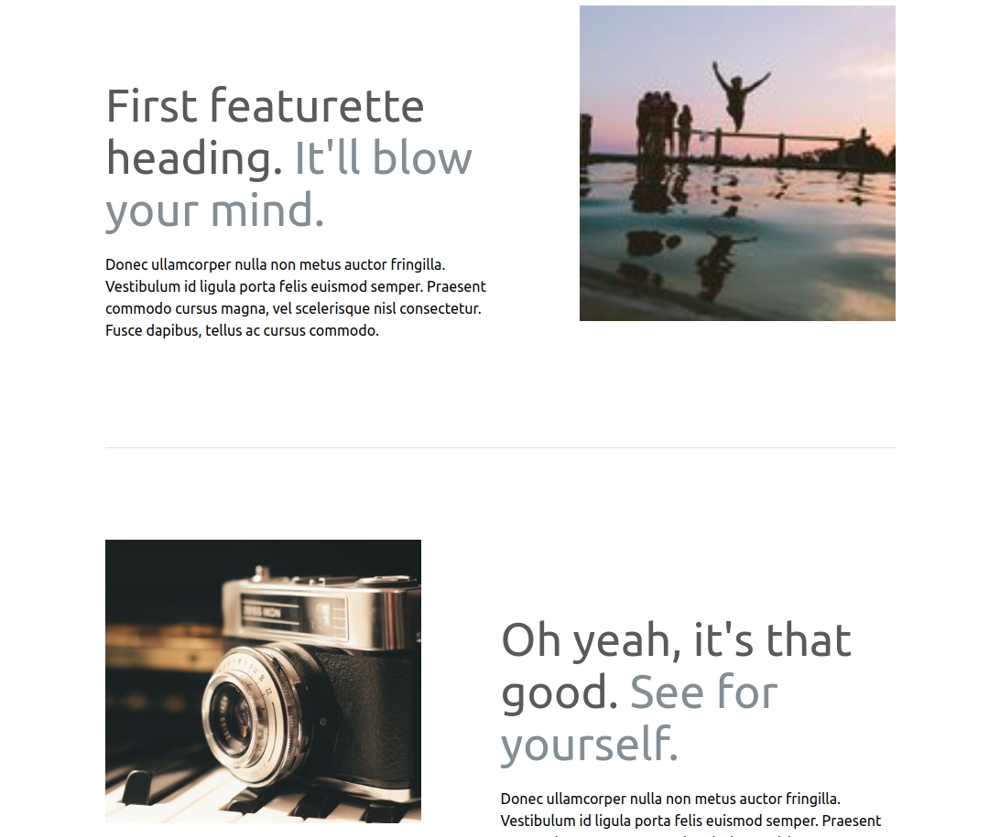 First featurette
heading. It'll blow
your mind.
Donec ullamcorper nulla non metus auctor fringilla.
Vestibulum id ligula porta felis euismod semper. Praesent
commodo cursus magna, vel scelerisque nisl consectetur.
Fusce dapibus, tellus ac cursus commodo.
Oh yeah, it's that
good. See for
yourself.
Donec ullamcorper nulla non metus auctor fringilla.
Vestibulum id ligula porta felis euismod semper. Praesent